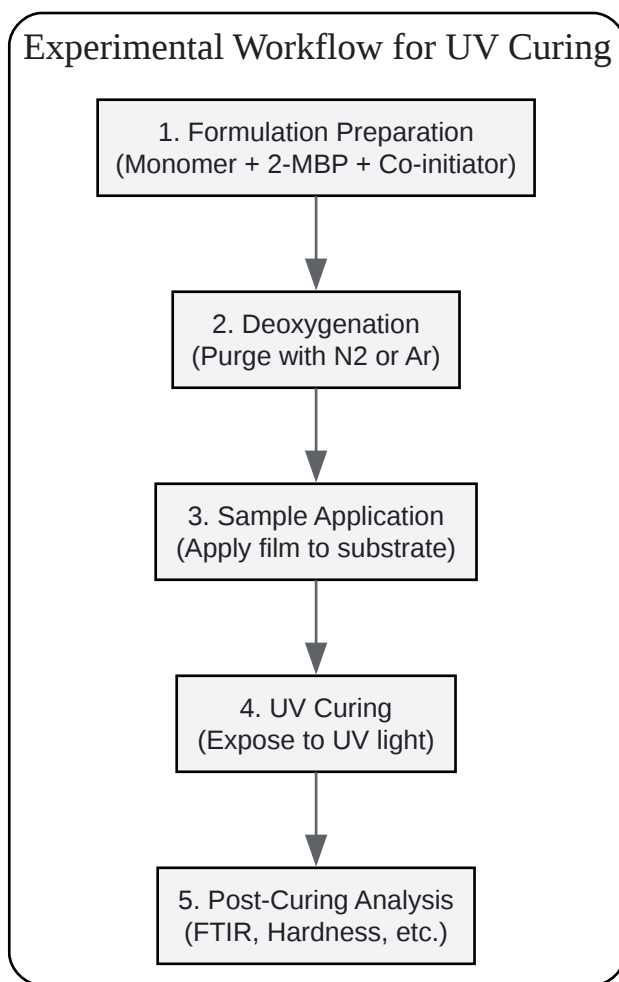 Experimental Workflow for UV Curing
1. Formulation Preparation
(Monomer + 2-MBP + Co-initiator)
2. Deoxygenation
(Purge with N2 or Ar)
3. Sample Application
(Apply film to substrate)
4. UV Curing
(Expose to UV light)
5. Post-Curing Analysis
(FTIR, Hardness, etc.)